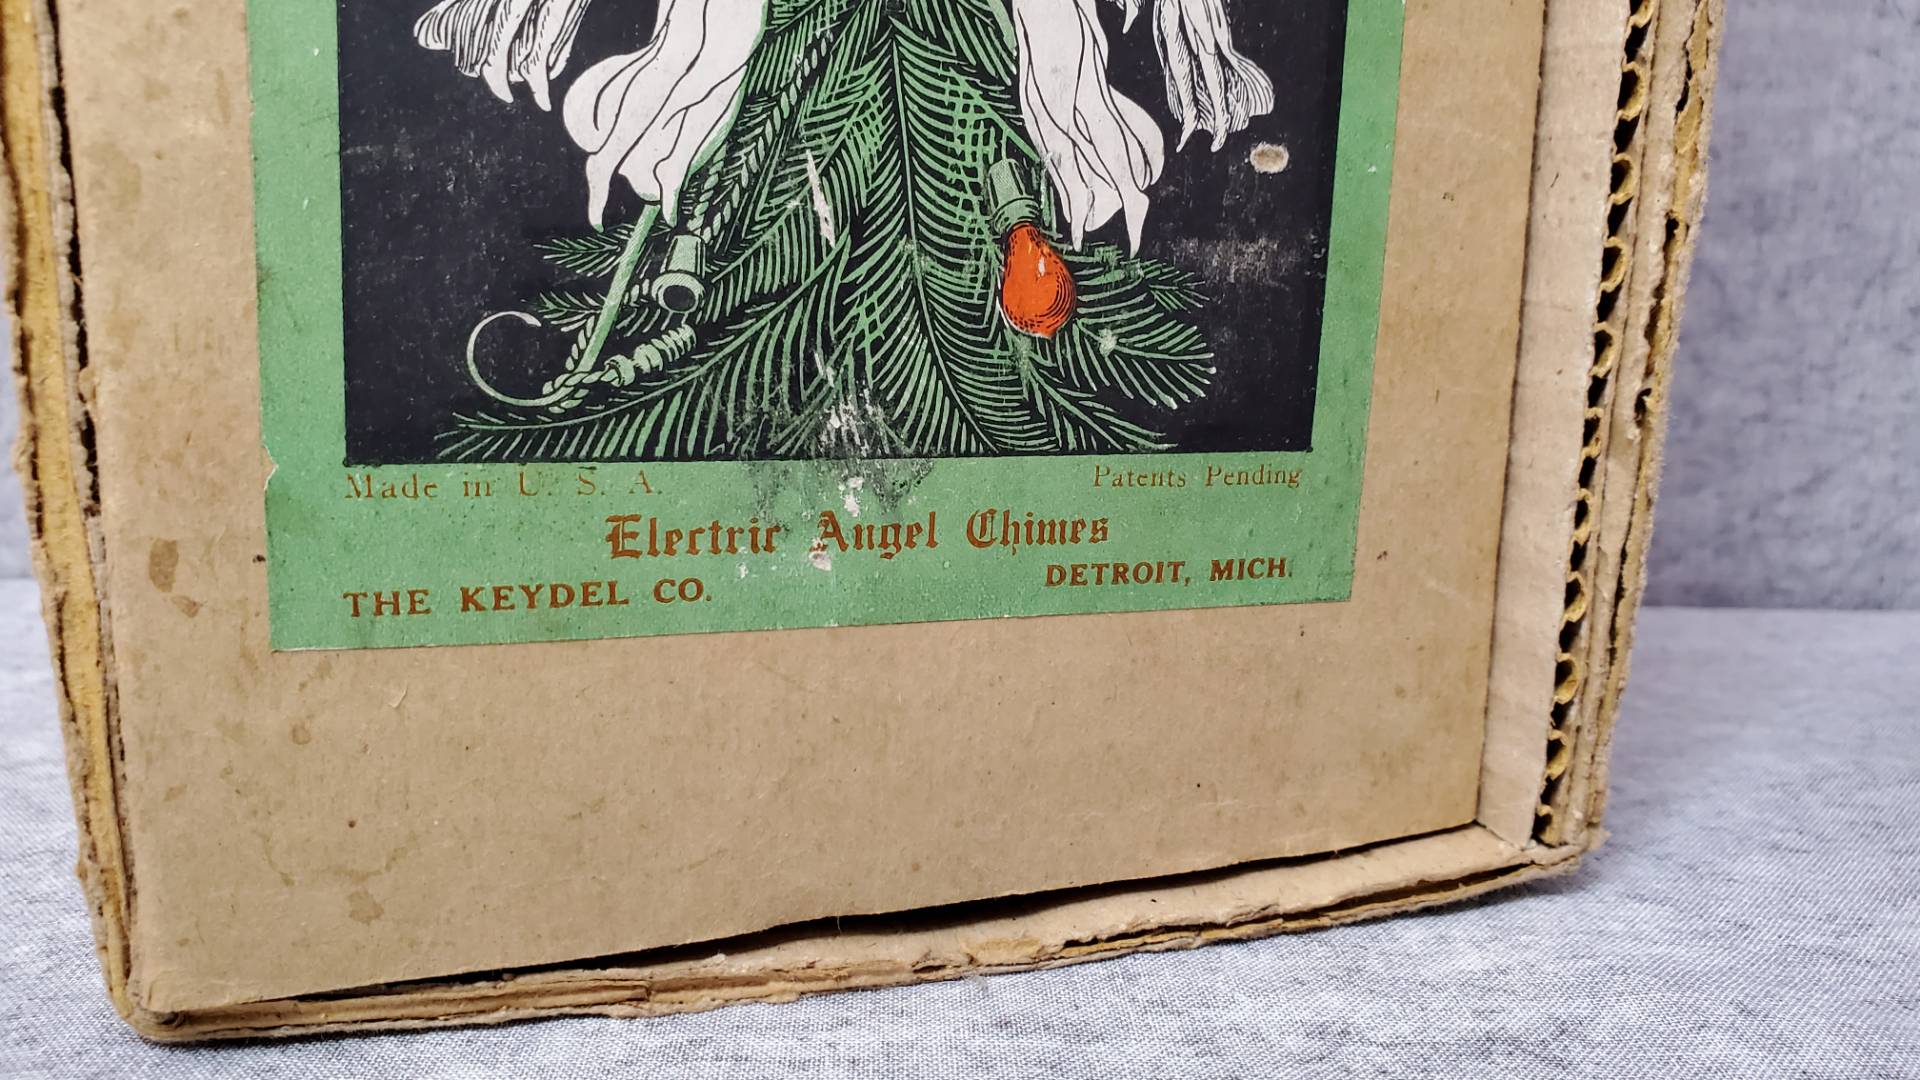 Made in U. S. A. Patents Pending
Electric Angel Chimes
THE KEYDEL CO. DETROIT, MICH.